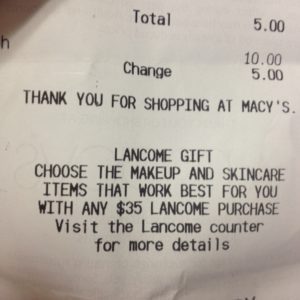 Total 5.00
h 10.00
Change 5.00
THANK YOU FOR SHOPPING AT MACY'S.
LANCOME GIFT
CHOOSE THE MAKEUP AND SKINCARE
ITEMS THAT WORK BEST FOR YOU
WITH ANY $35 LANCOME PURCHASE
Visit the Lancome counter
for more details